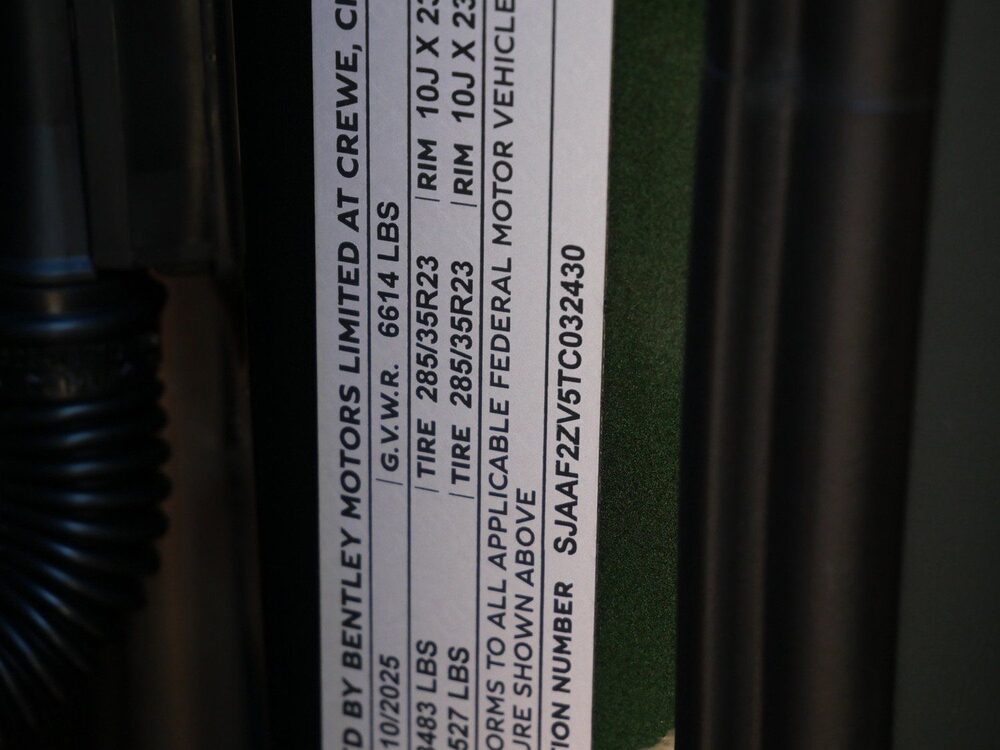 ED BY BENTLEY MOTORS LIMITED AT CREWE, C
10/2025 G.V.W.R. 6614 LBS
3483 LBS TIRE 285/35R23 RIM 10J X 23
527 LBS TIRE 285/35R23 RIM 10J X 23
ORMS TO ALL APPLICABLE FEDERAL MOTOR VEHICLE
URE SHOWN ABOVE
ION NUMBER SJAAF2ZV5TC032430